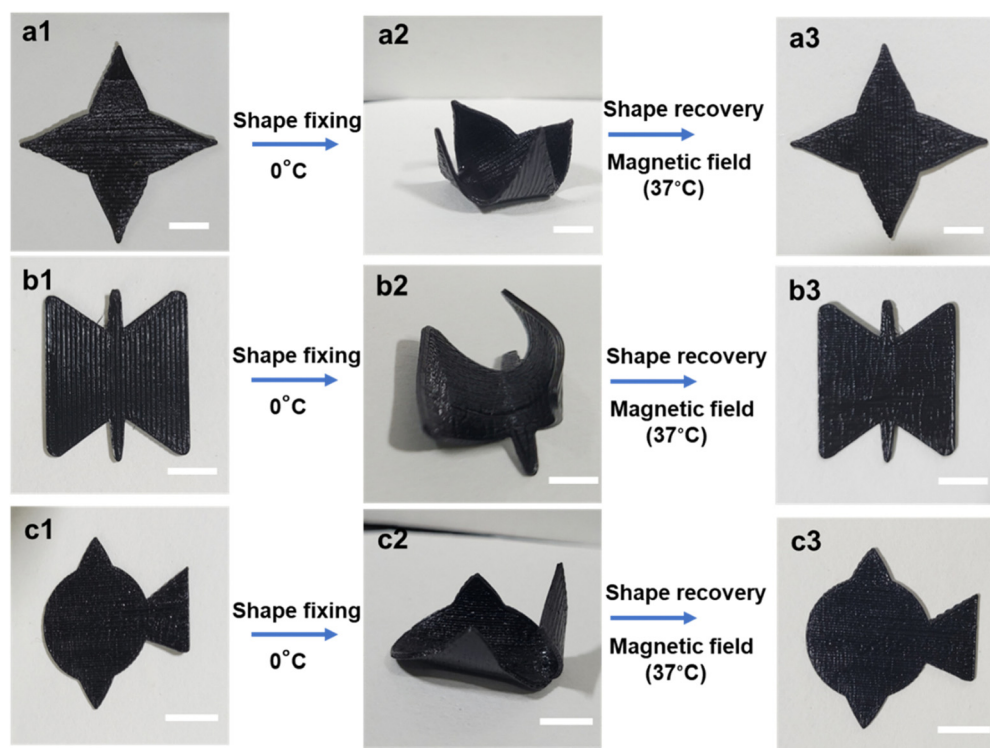 a1
Shape fixing
0°C
a2
Shape recovery
Magnetic field
(37°C)
a3
b1
Shape fixing
0°C
b2
Shape recovery
Magnetic field
(37°C)
b3
c1
Shape fixing
0°C
c2
Shape recovery
Magnetic field
(37°C)
c3